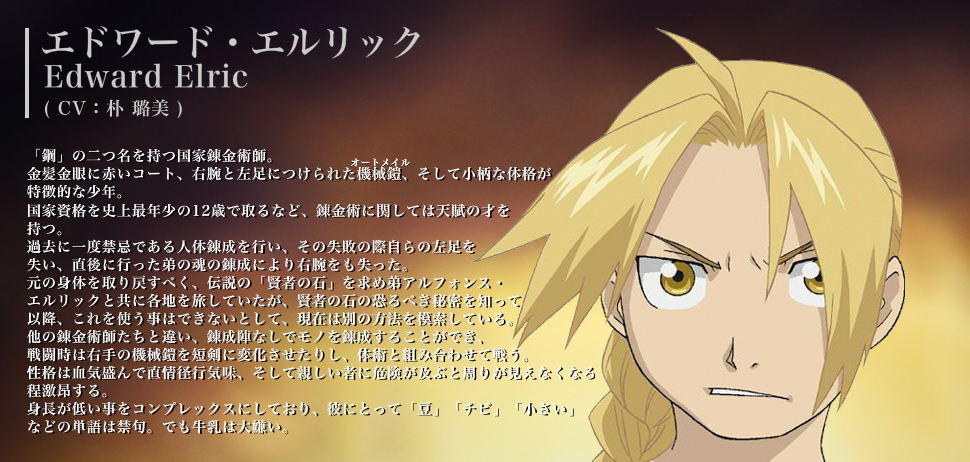 エドワード・エルリック
Edward Elric
( CV：朴 璐美 )
「鋼」の二つ名を持つ国家錬金術師。
オートメイル
金髪金眼に赤いコート、右腕と左足につけられた機械鎧、そして小柄な体格が
特徴的な少年。
国家資格を史上最年少の12歳で取るなど、錬金術に関しては天賦の才を
持つ。
過去に一度禁忌である人体錬成を行い、その失敗の際自らの左足を
失い、直後に行った弟の魂の錬成により右腕をも失った。
元の身体を取り戻すべく、伝説の「賢者の石」を求め弟アルフォンス・
エルリックと共に各地を旅していたが、賢者の石の恐るべき秘密を知って
以降、これを使う事はできないとして、現在は別の方法を模索している。
他の錬金術師たちと違い、錬成陣なしでモノを錬成することができ、
戦闘時は右手の機械鎧を短剣に変化させたりし、体術と組み合わせて戦う。
性格は血気盛んで直情径行気味、そして親しい者に危険が及ぶと周りが見えなくなる
程激昂する。
身長が低い事をコンプレックスにしており、彼にとって「豆」「チビ」「小さい」
などの単語は禁句。でも牛乳は大嫌い。